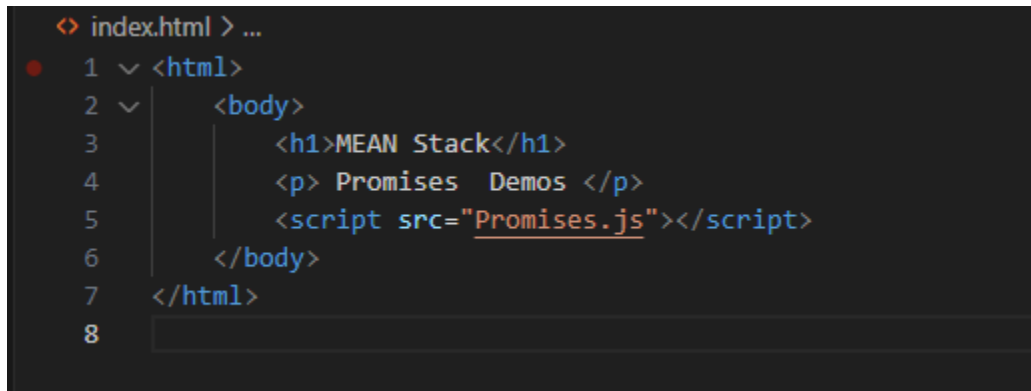 <> index.html > ...
1 <html>
2 <body>
3 <h1>MEAN Stack</h1>
4 <p> Promises  Demos </p>
5 <script src="Promises.js"></script>
6 </body>
7 </html>
8